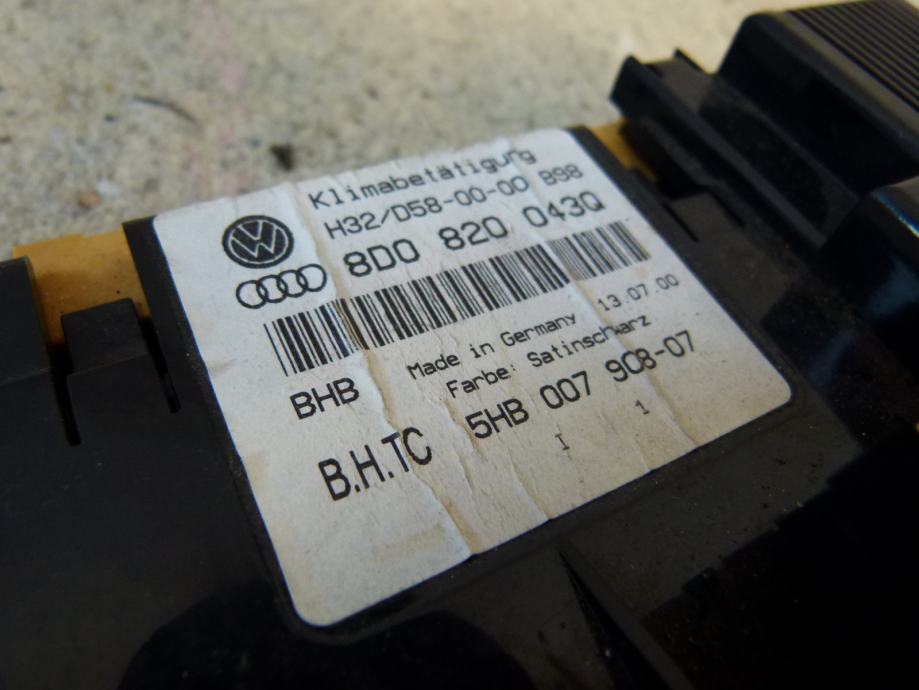 Klimabetätigung
H32/D58-00-00 B98
8D0 820 043Q
Made in Germany 13.07.00
BHB Farbe: Satinschwarz
B.H.TC 5HB 007 908-07
I 1